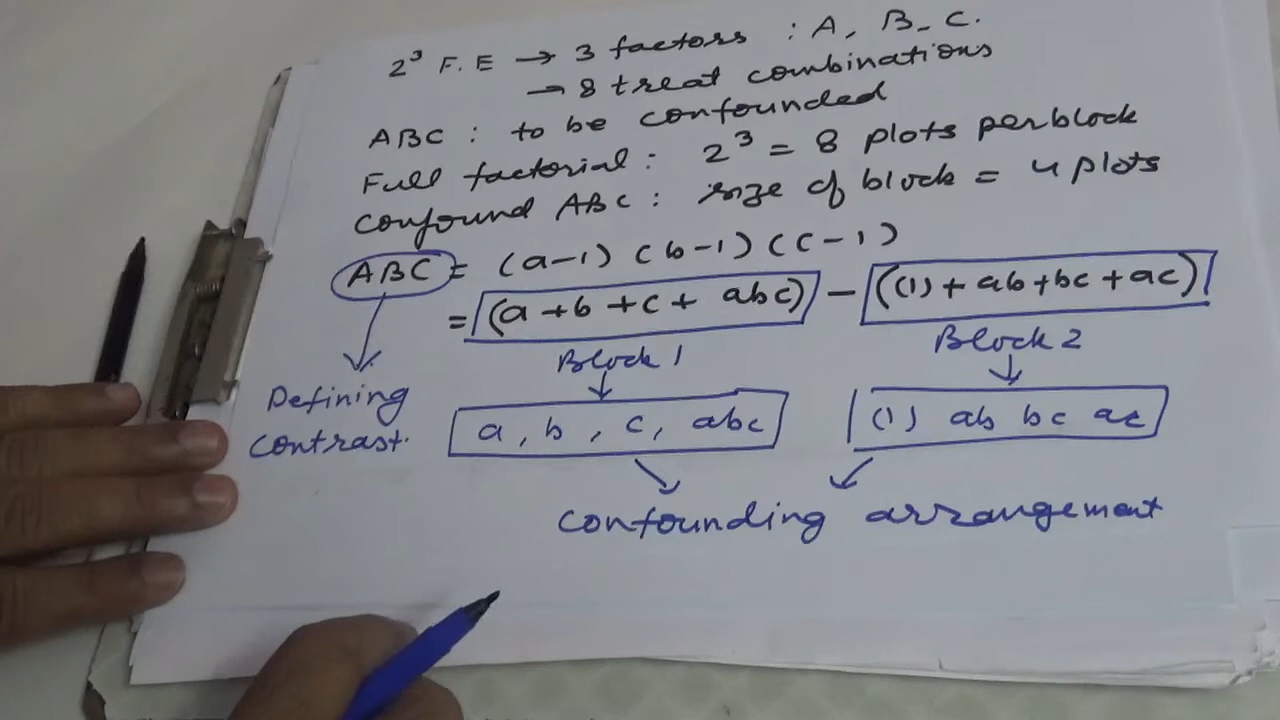 2³ F.E → 3 factors : A, B, C.
→ 8 treat combinations
ABC : to be confounded
Full factorial : 2³ = 8 plots per block
Confound ABC : size of block = 4 plots
ABC = (a-1) (b-1) (c-1)
= (a+b+c+ abc) - ((1)+ab+bc+ac)
Block 1 Block 2
Defining contrast.
a, b, c, abc (1) ab bc ac
Confounding arrangement